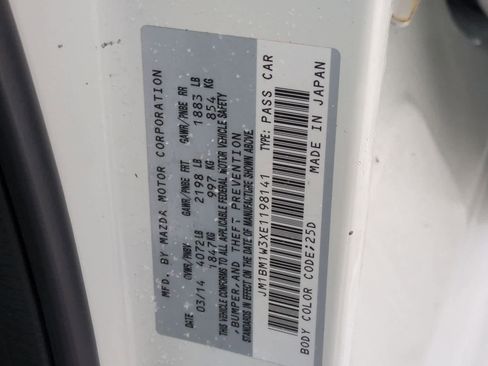 MFD. BY MAZDA MOTOR CORPORATION
DATE GVWR/PNBV GAWR/PNBE FRT GAWR/PNBE RR
03/14 4072LB 2198 LB 1883 LB
1847KG 997 KG 854 KG
THIS VEHICLE CONFORMS TO ALL APPLICABLE FEDERAL MOTOR VEHICLE SAFETY
,BUMPER,AND THEFT PREVENTION
STANDARDS IN EFFECT ON THE DATE OF MANUFACTURE SHOWN ABOVE
JM1BM1W3XE1198141 TYPE: PASS CAR
BODY COLOR CODE:25D MADE IN JAPAN